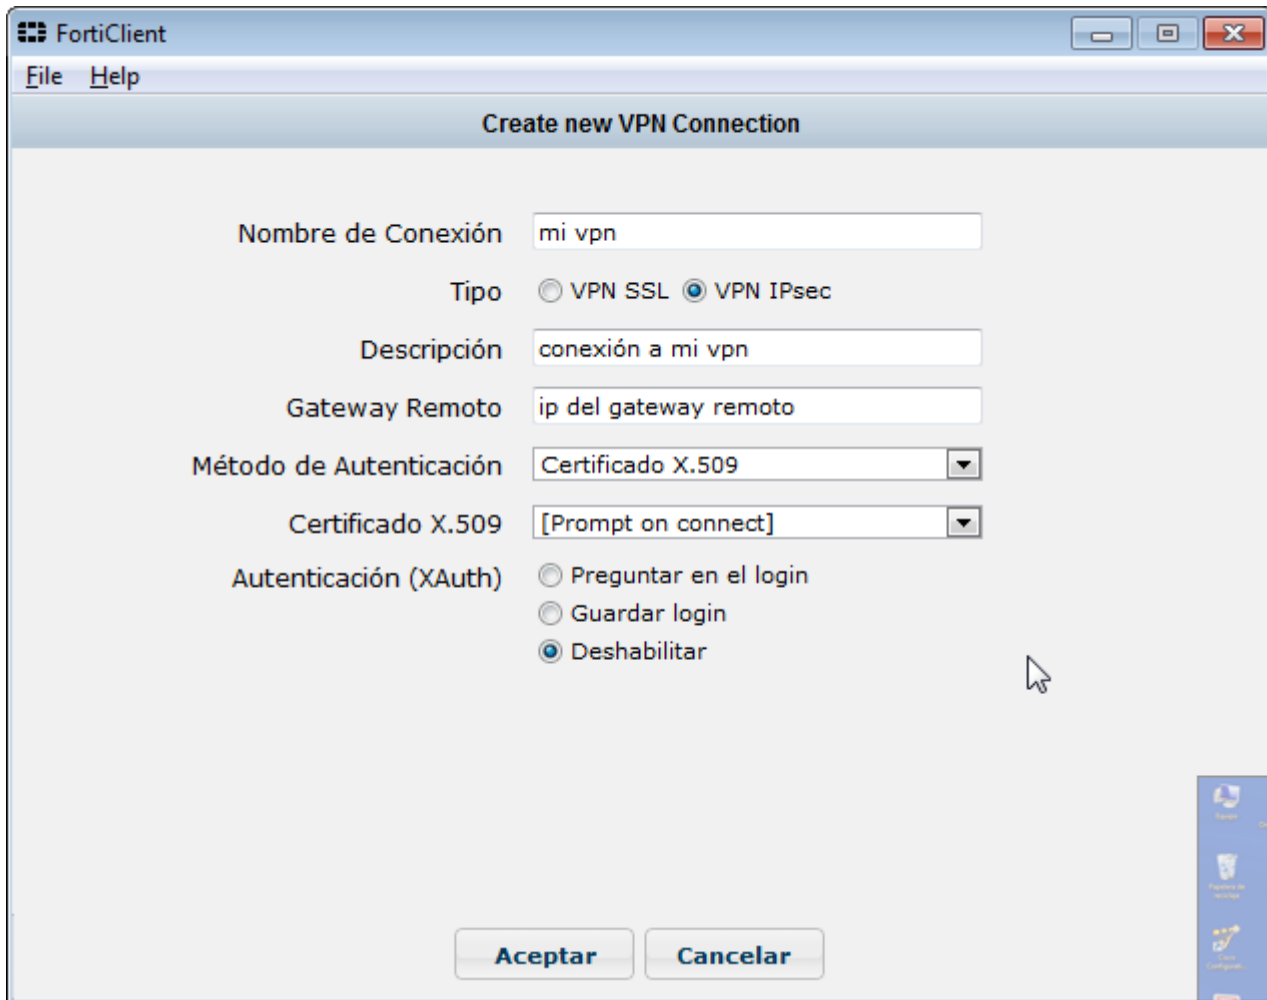 FortiClient
File Help
Create new VPN Connection
Nombre de Conexión mi vpn
Tipo VPN SSL VPN IPsec
Descripción conexión a mi vpn
Gateway Remoto ip del gateway remoto
Método de Autenticación Certificado X.509
Certificado X.509 [Prompt on connect]
Autenticación (XAuth) Preguntar en el login
Guardar login
Deshabilitar
Aceptar Cancelar